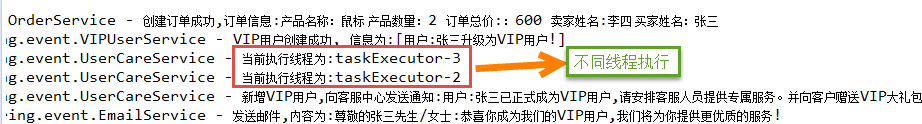 OrderService - 创建订单成功,订单信息:产品名称: 鼠标 产品数量: 2 订单总价:: 600 卖家姓名:李四 买家姓名: 张三
ng.event.VIPUserService - VIP用户创建成功, 信息为:[用户:张三升级为VIP用户!]
ng.event.UserCareService - 当前执行线程为:taskExecutor-3
ng.event.UserCareService - 当前执行线程为:taskExecutor-2
不同线程执行
ng.event.UserCareService - 新增VIP用户,向客服中心发送通知:用户:张三已正式成为VIP用户,请安排客服人员提供专属服务。并向客户赠送VIP大礼包
ring.event.EmailService - 发送邮件,内容为:尊敬的张三先生/女士:恭喜你成为我们的VIP用户,我们将为你提供更优质的服务!